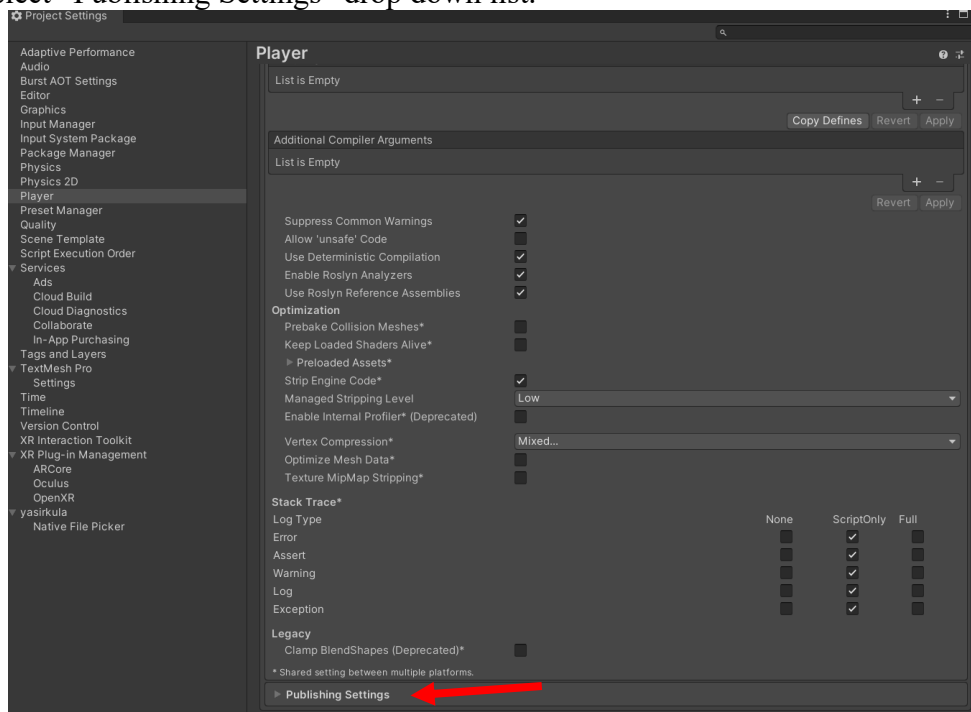 "Publishing Settings" drop down list.
Project Settings
Adaptive Performance
Audio
Burst AOT Settings
Editor
Graphics
Input Manager
Input System Package
Package Manager
Physics
Physics 2D
Player
Preset Manager
Quality
Scene Template
Script Execution Order
Services
Ads
Cloud Build
Cloud Diagnostics
Collaborate
In-App Purchasing
Tags and Layers
TextMesh Pro
Settings
Time
Timeline
Version Control
XR Interaction Toolkit
XR Plug-in Management
ARCore
Oculus
OpenXR
yasirkula
Native File Picker
Player
List is Empty
Copy Defines Revert Apply
Additional Compiler Arguments
List is Empty
Revert Apply
Suppress Common Warnings
Allow 'unsafe' Code
Use Deterministic Compilation
Enable Roslyn Analyzers
Use Roslyn Reference Assemblies
Optimization
Prebake Collision Meshes*
Keep Loaded Shaders Alive*
Preloaded Assets*
Strip Engine Code*
Managed Stripping Level Low
Enable Internal Profiler* (Deprecated)
Vertex Compression* Mixed...
Optimize Mesh Data*
Texture MipMap Stripping*
Stack Trace*
Log Type None ScriptOnly Full
Error
Assert
Warning
Log
Exception
Legacy
Clamp BlendShapes (Deprecated)*
* Shared setting between multiple platforms.
Publishing Settings